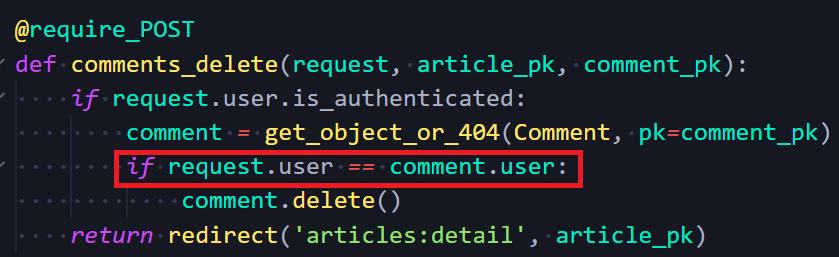 @require_POST
def comments_delete(request, article_pk, comment_pk):
    if request.user.is_authenticated:
        comment = get_object_or_404(Comment, pk=comment_pk)
        if request.user == comment.user:
            comment.delete()
    return redirect('articles:detail', article_pk)